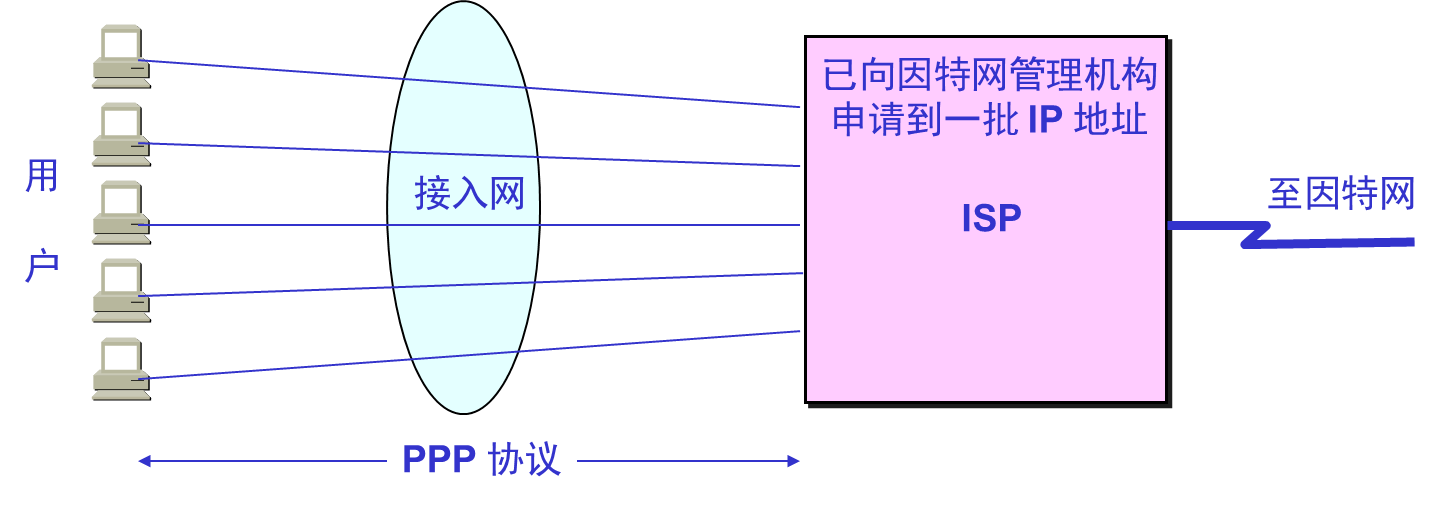 用户
接入网
已向因特网管理机构
申请到一批 IP 地址
ISP
至因特网
PPP 协议